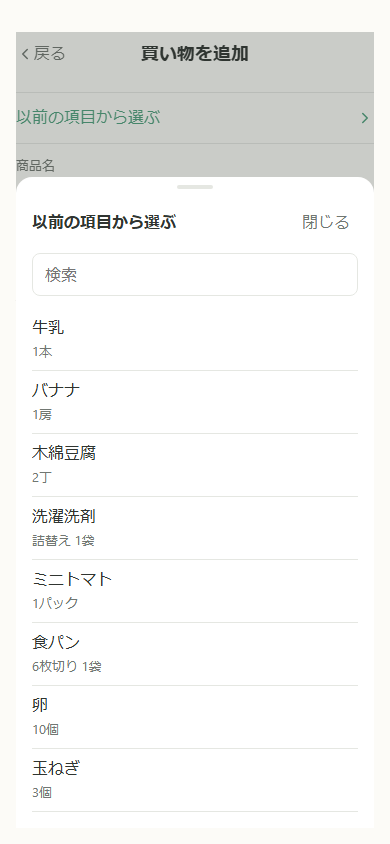 戻る
買い物を追加
以前の項目から選ぶ
商品名
以前の項目から選ぶ
閉じる
検索
牛乳
1本
バナナ
1房
木綿豆腐
2丁
洗濯洗剤
詰替え 1袋
ミニトマト
1パック
食パン
6枚切り 1袋
卵
10個
玉ねぎ
3個